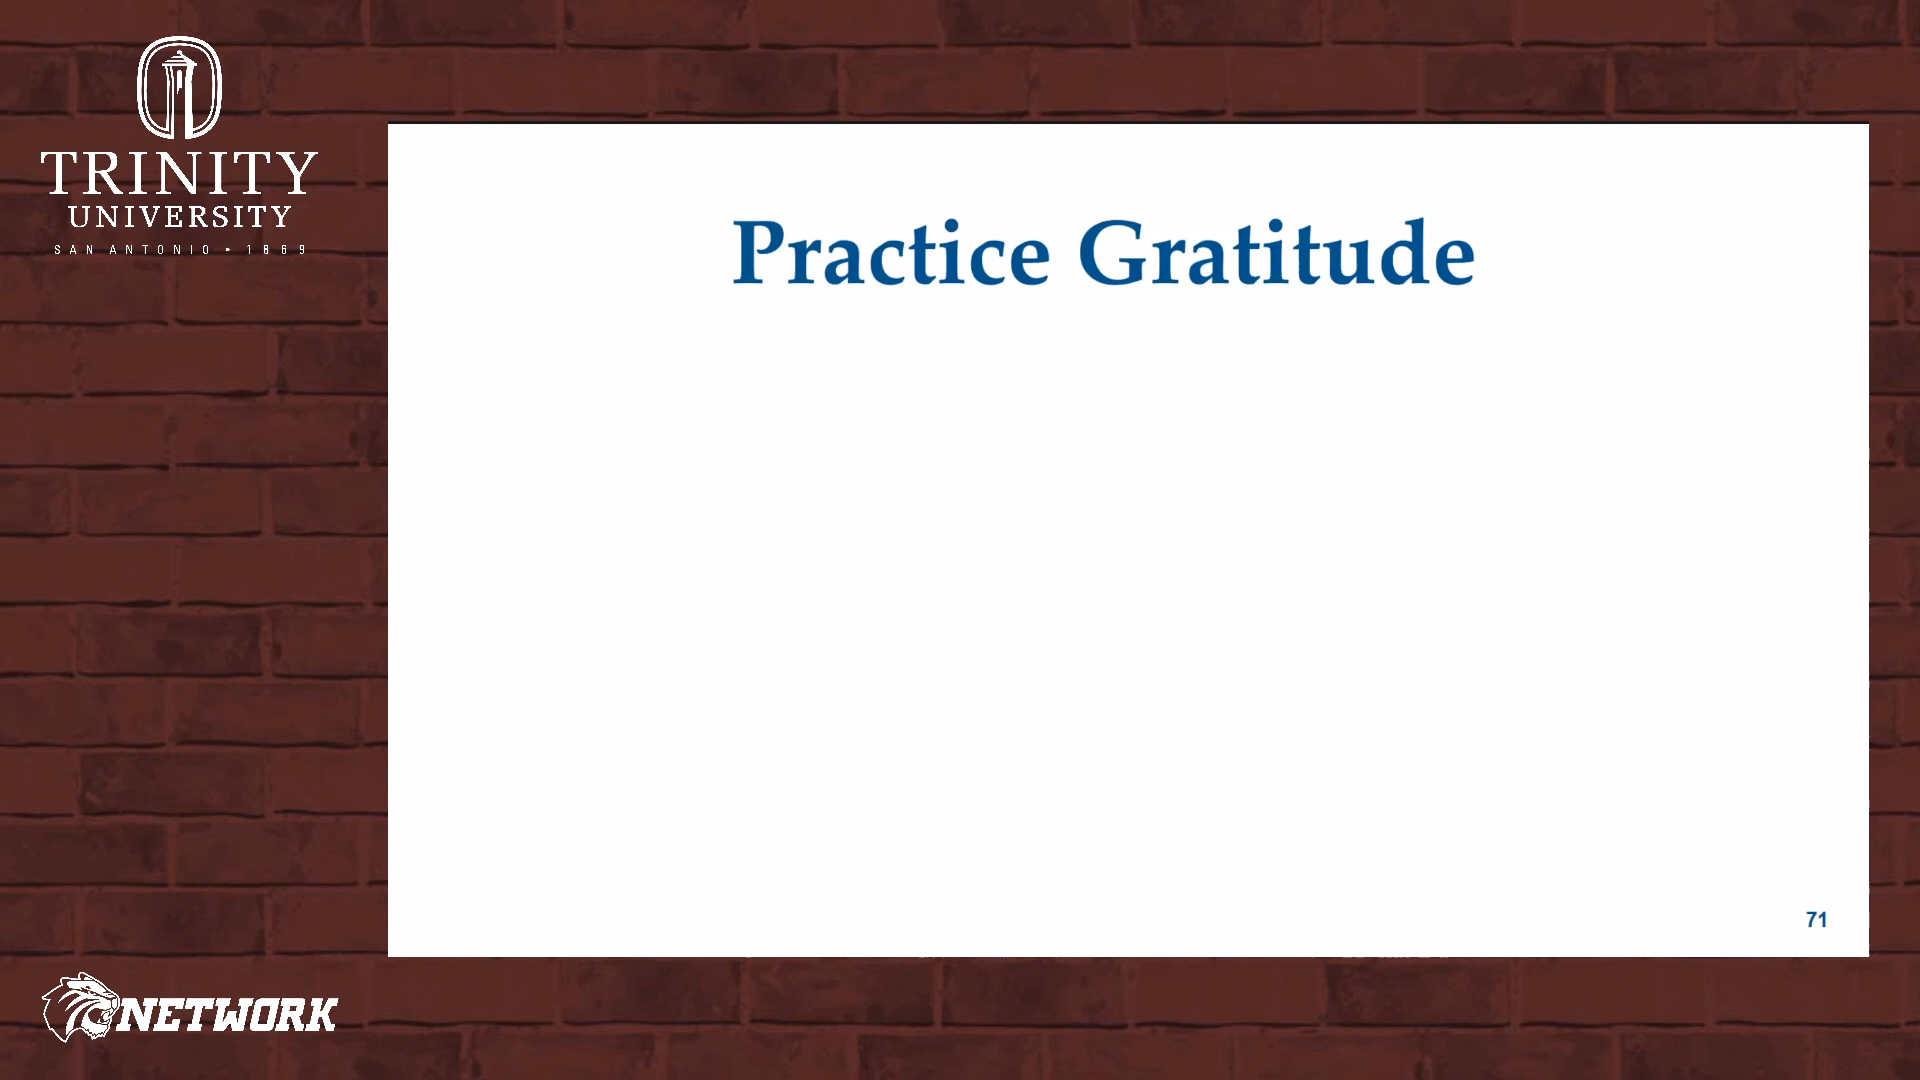 TRINITY
UNIVERSITY
SAN ANTONIO • 1869
Practice Gratitude
71
NETWORK